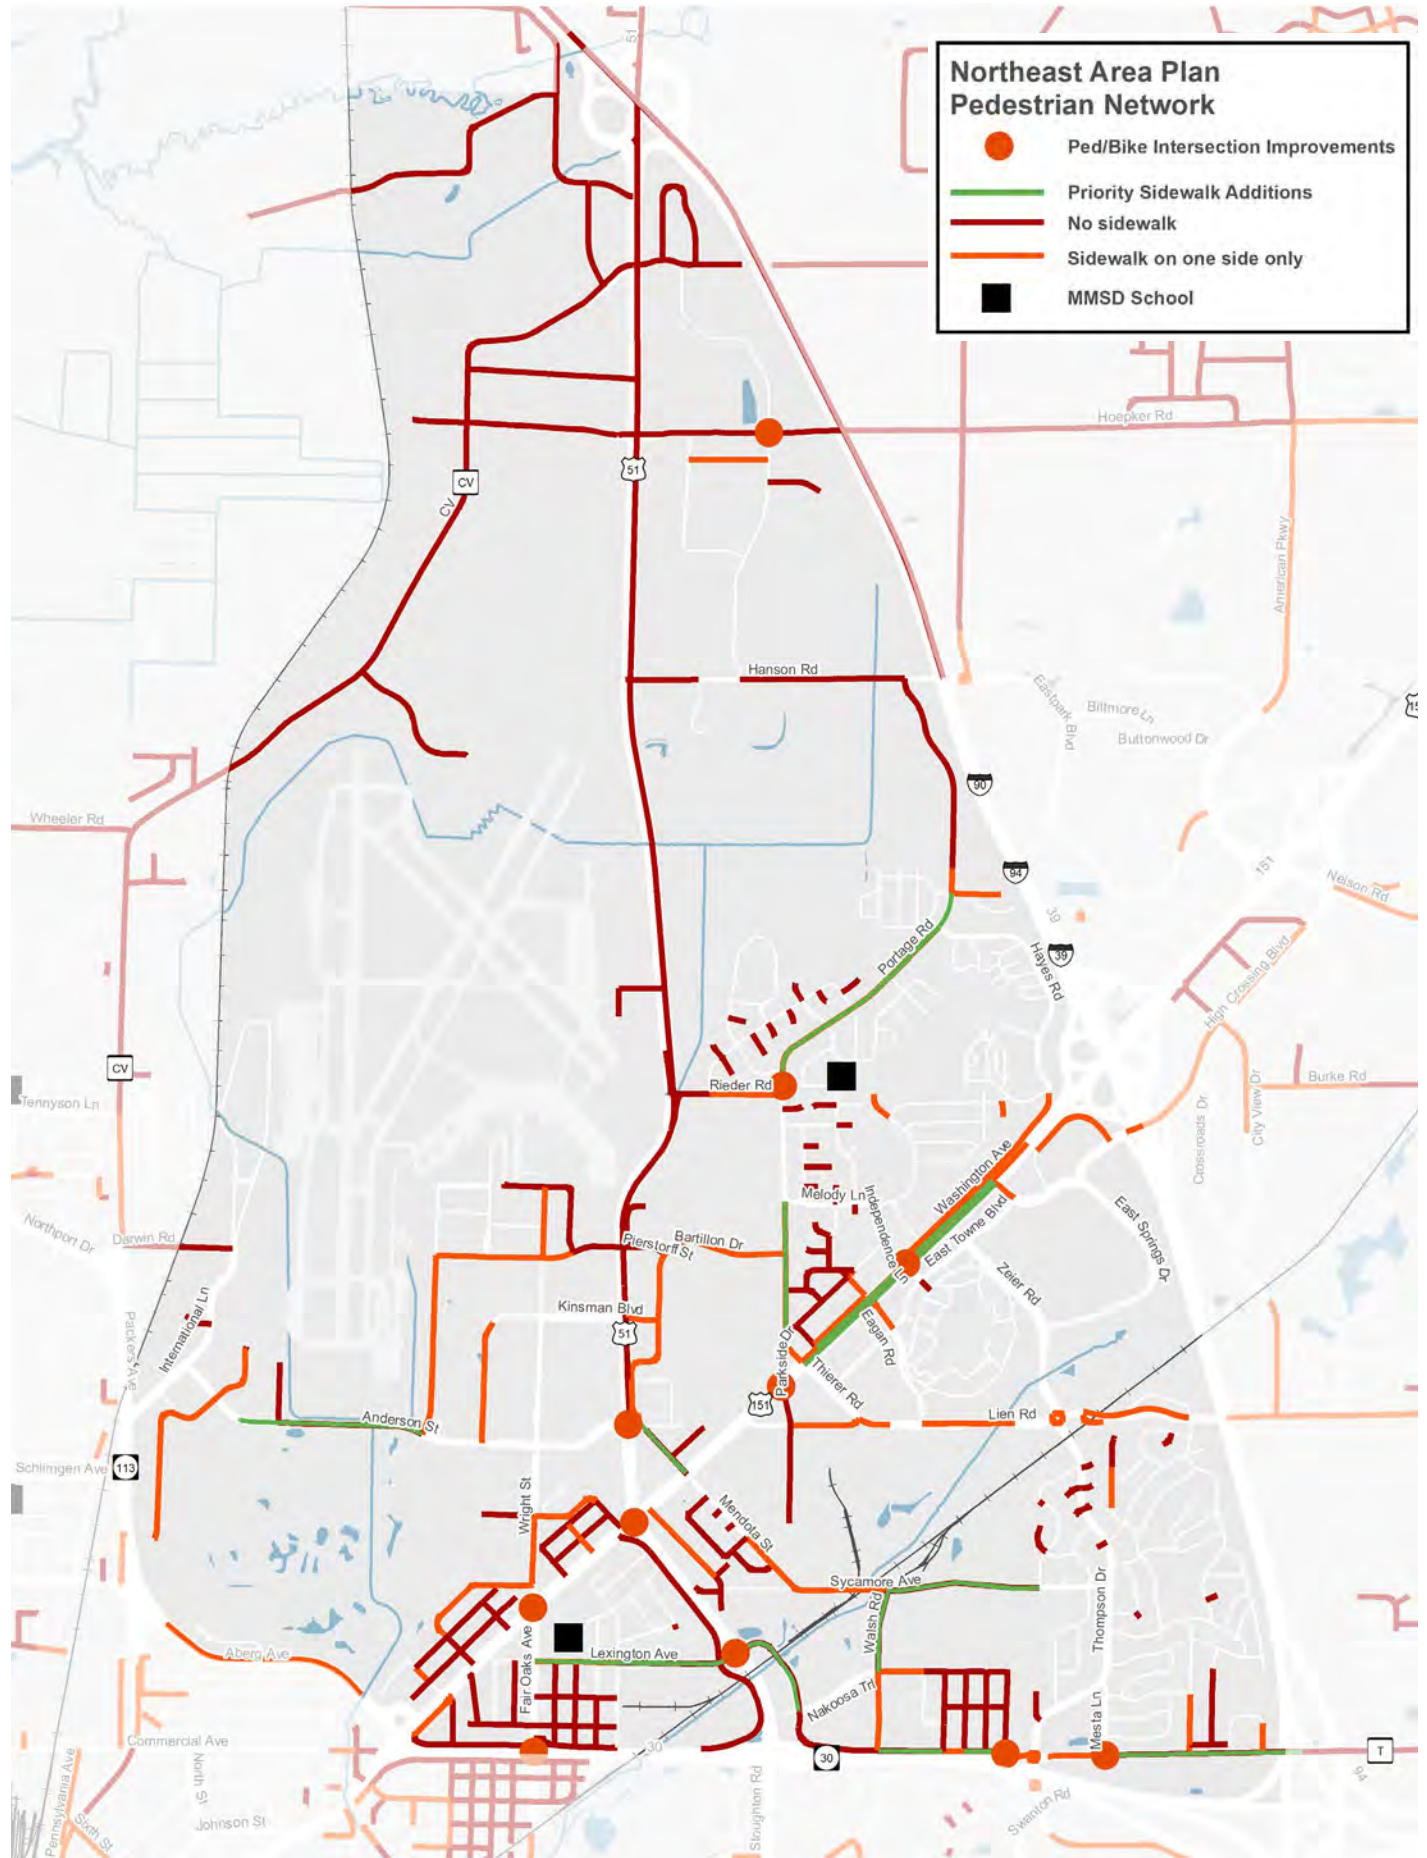 51
Northeast Area Plan
Pedestrian Network
Ped/Bike Intersection Improvements
Priority Sidewalk Additions
No sidewalk
Sidewalk on one side only
MMSD School
Hoepker Rd
51
CV
CV
American Pkwy
Hanson Rd
Eastpark Blvd
Biltmore Ln
Buttonwood Dr
90
Wheeler Rd
151
94
Nelson Rd
39
Portage Rd
Hayes Rd
39
High Crossing Blvd
CV
Rieder Rd
Burke Rd
Tennyson Ln
City View Dr
Crossroads Dr
Washington Ave
Melody Ln
Independence Ln
East Towne Blvd
East Springs Dr
Northport Dr
Darwin Rd
Bartillon Dr
Pierstorff St
Zeier Rd
International Ln
Kinsman Blvd
51
Packers Ave
Eagan Rd
Parkside Dr
Thierer Rd
151
Anderson St
Lien Rd
Schlimgen Ave
113
Wright St
Mendota St
Sycamore Ave
Walsh Rd
Thompson Dr
Fair Oaks Ave
Lexington Ave
Aberg Ave
Nakoosa Trl
Mesta Ln
Commercial Ave
30
30
T
North St
94
Pennsylvania Ave
Sixth St
Johnson St
Stoughton Rd
Swanton Rd